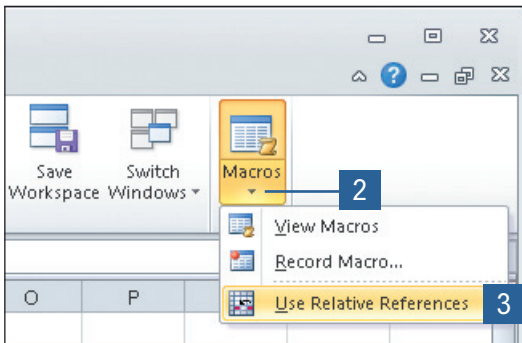 Save Switch Macros
Workspace Windows
2
View Macros
Record Macro...
Use Relative References 3
O P